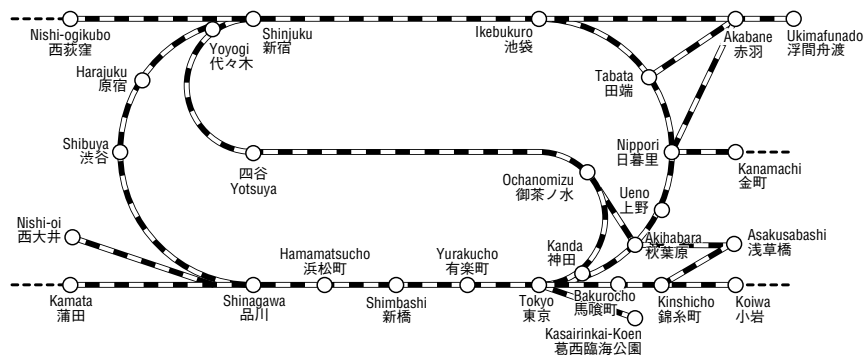 Nishi-ogikubo
西荻窪
Yoyogi
代々木
Shinjuku
新宿
Ikebukuro
池袋
Akabane
赤羽
Ukimafunado
浮間舟渡
Harajuku
原宿
Tabata
田端
Shibuya
渋谷
四谷
Yotsuya
Nippori
日暮里
Kanamachi
金町
Ochanomizu
御茶ノ水
Ueno
上野
Nishi-oi
西大井
Hamamatsucho
浜松町
Yurakucho
有楽町
Kanda
神田
Akihabara
秋葉原
Asakusabashi
浅草橋
Kamata
蒲田
Shinagawa
品川
Shimbashi
新橋
Tokyo
東京
Bakurocho
馬喰町
Kinshicho
錦糸町
Koiwa
小岩
Kasairinkai-Koen
葛西臨海公園